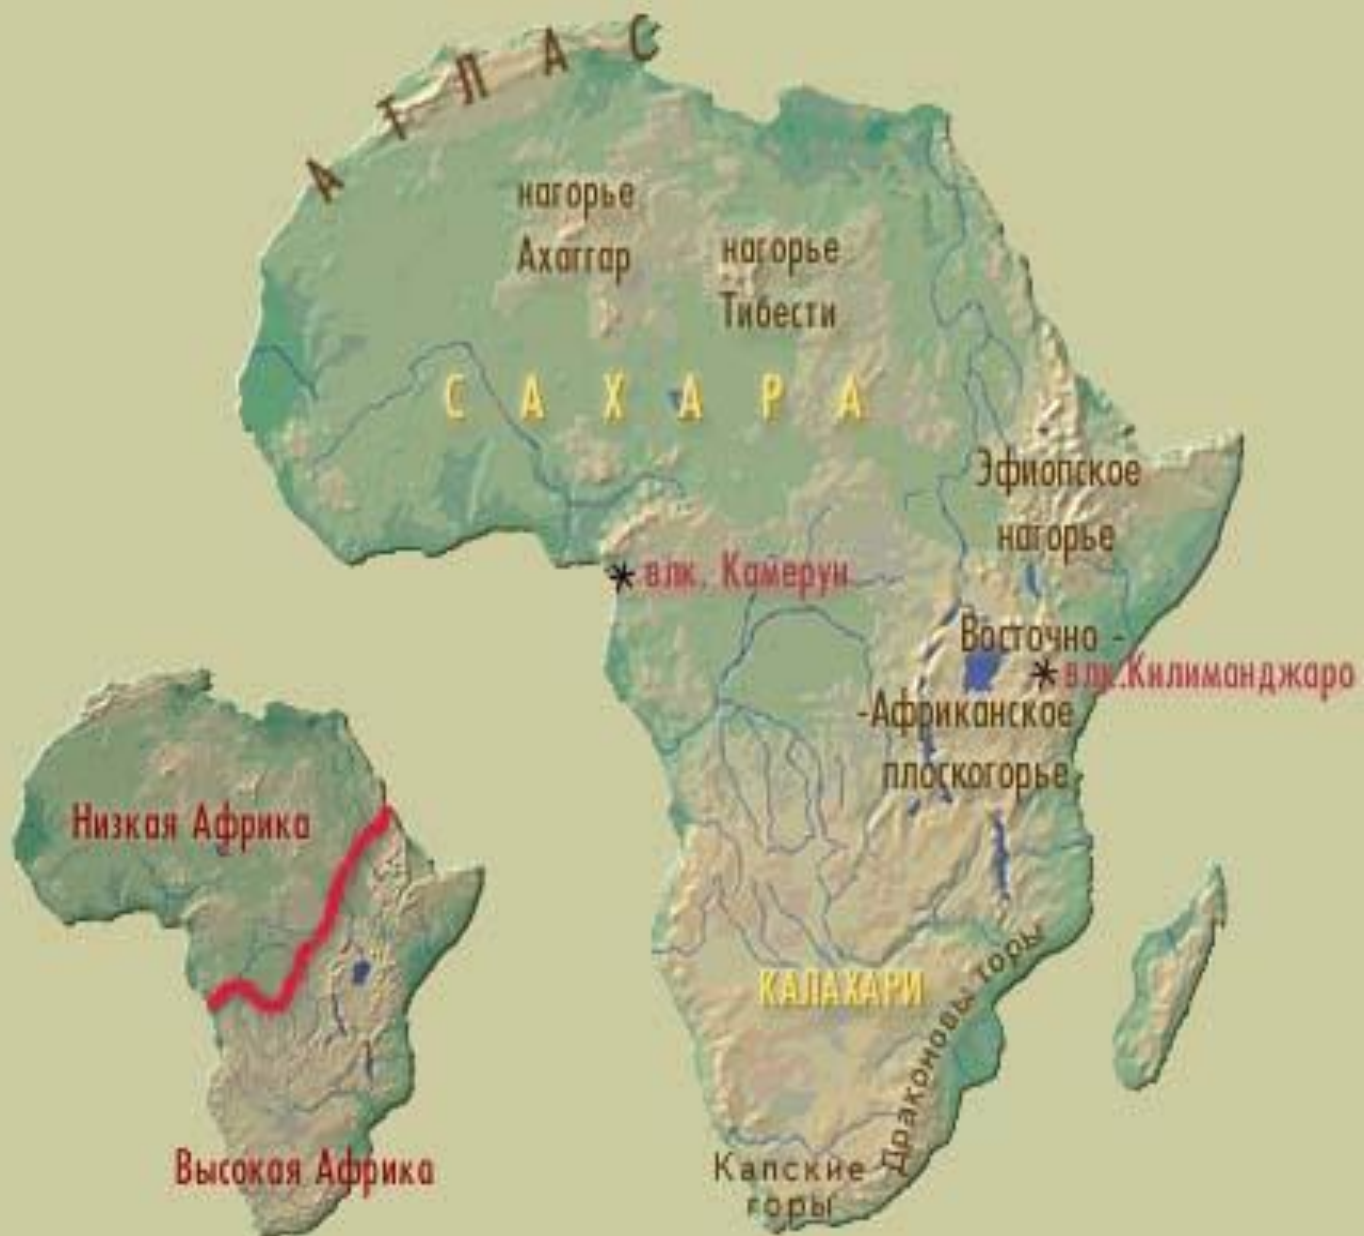 АТЛАС
нагорье
Ахаггар
нагорье
Тибести
САХАРА
Эфиопское
нагорье
влк. Камерун
Восточно -
влк.Килиманджаро
-Африканское
плоскогорье
Низкая Африка
КАЛАХАРИ
Драконовы горы
Высокая Африка
Капские
горы